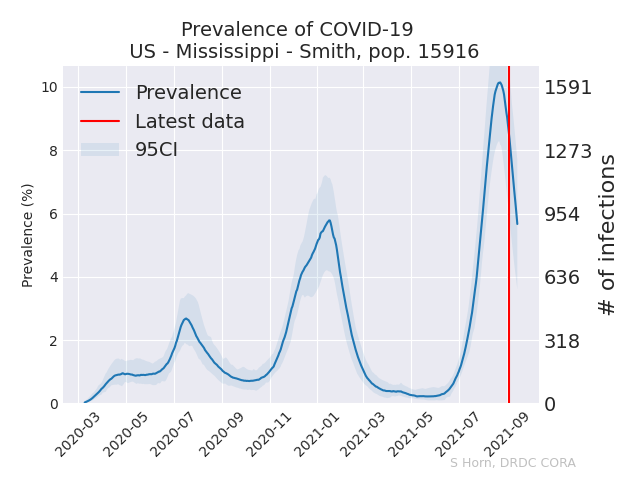 Prevalence of COVID-19
US - Mississippi - Smith, pop. 15916
Prevalence
Latest data
95CI
Prevalence (%)
10
8
6
4
2
0
1591
1273
954
636
318
0
# of infections
2020-03
2020-05
2020-07
2020-09
2020-11
2021-01
2021-03
2021-05
2021-07
2021-09
S Horn, DRDC CORA